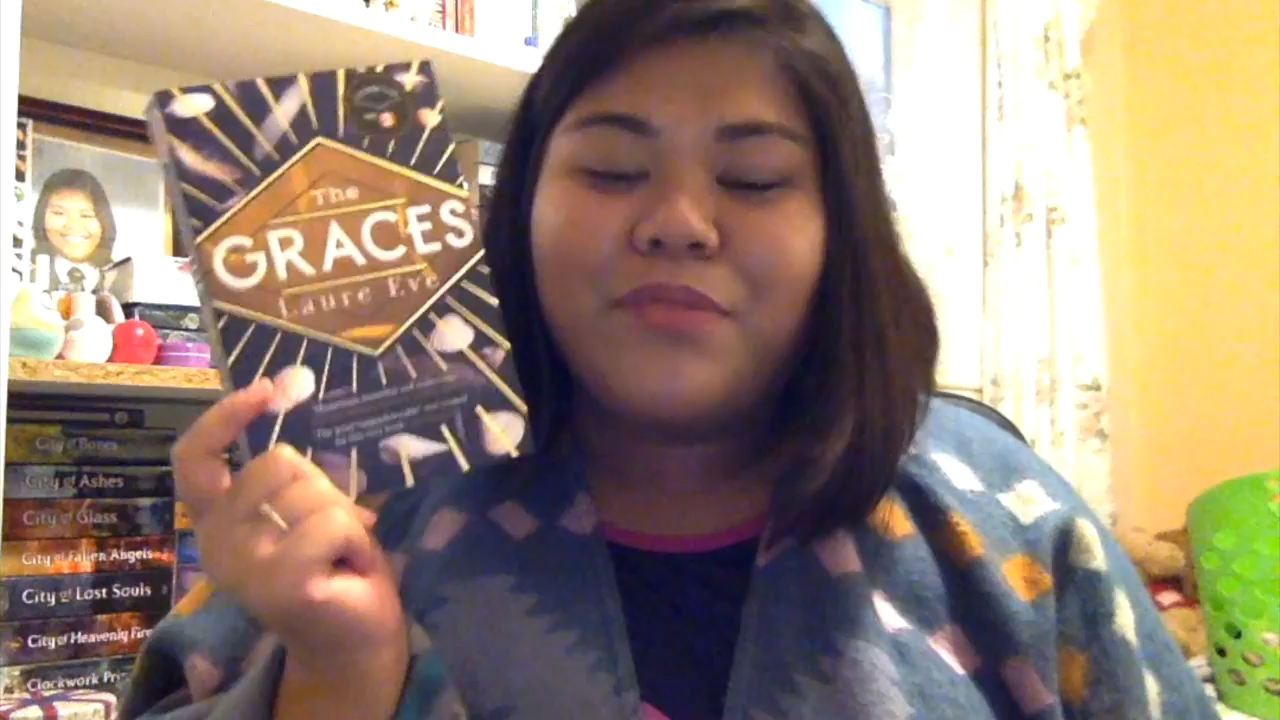 The
GRACES
Laure Eve
City of Bones
City of Ashes
City of Glass
City of Fallen Angels
City of Lost Souls
City of Heavenly Fire
Clockwork